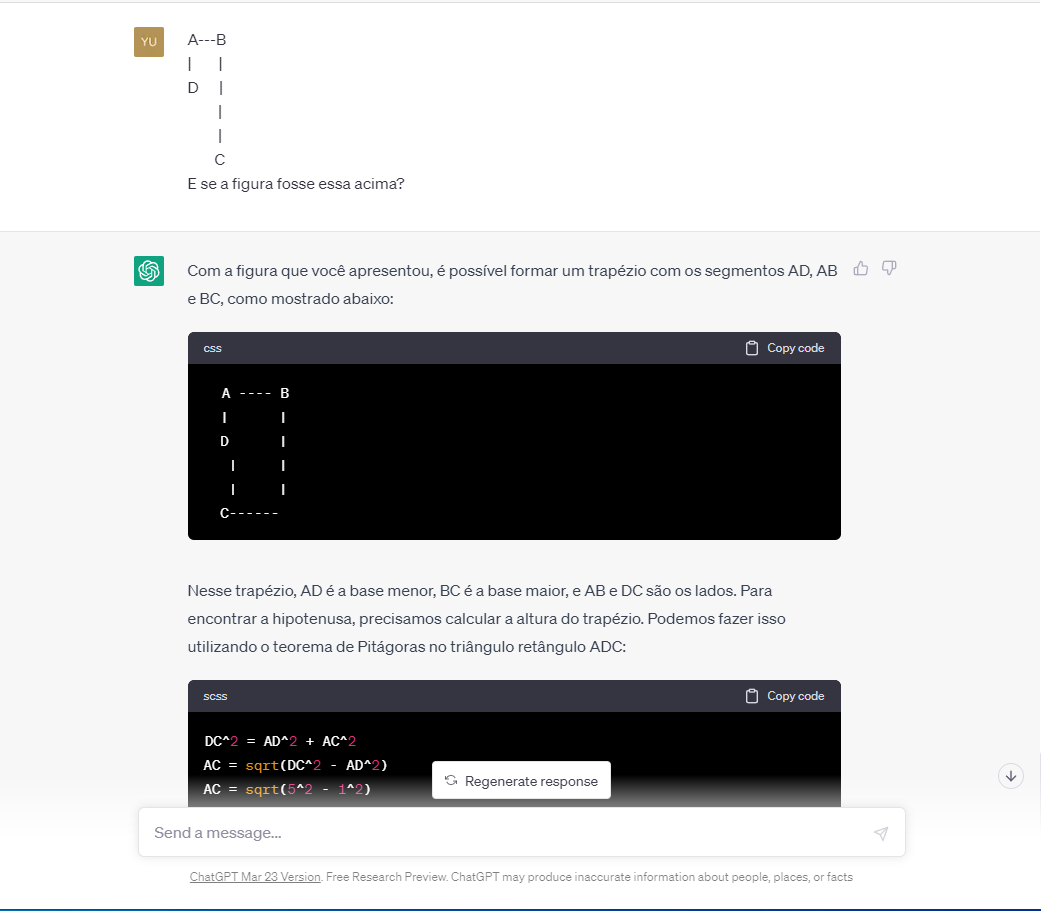 YU
A---B
|   |
D   |
    |
    |
    C
E se a figura fosse essa acima?
Com a figura que você apresentou, é possível formar um trapézio com os segmentos AD, AB
e BC, como mostrado abaixo:
css
Copy code
A ---- B
|      |
D      |
 |     |
 |     |
C------
Nesse trapézio, AD é a base menor, BC é a base maior, e AB e DC são os lados. Para
encontrar a hipotenusa, precisamos calcular a altura do trapézio. Podemos fazer isso
utilizando o teorema de Pitágoras no triângulo retângulo ADC:
scss
Copy code
DC^2 = AD^2 + AC^2
AC = sqrt(DC^2 - AD^2)
AC = sqrt(5^2 - 1^2)
Regenerate response
Send a message...
ChatGPT Mar 23 Version. Free Research Preview. ChatGPT may produce inaccurate information about people, places, or facts